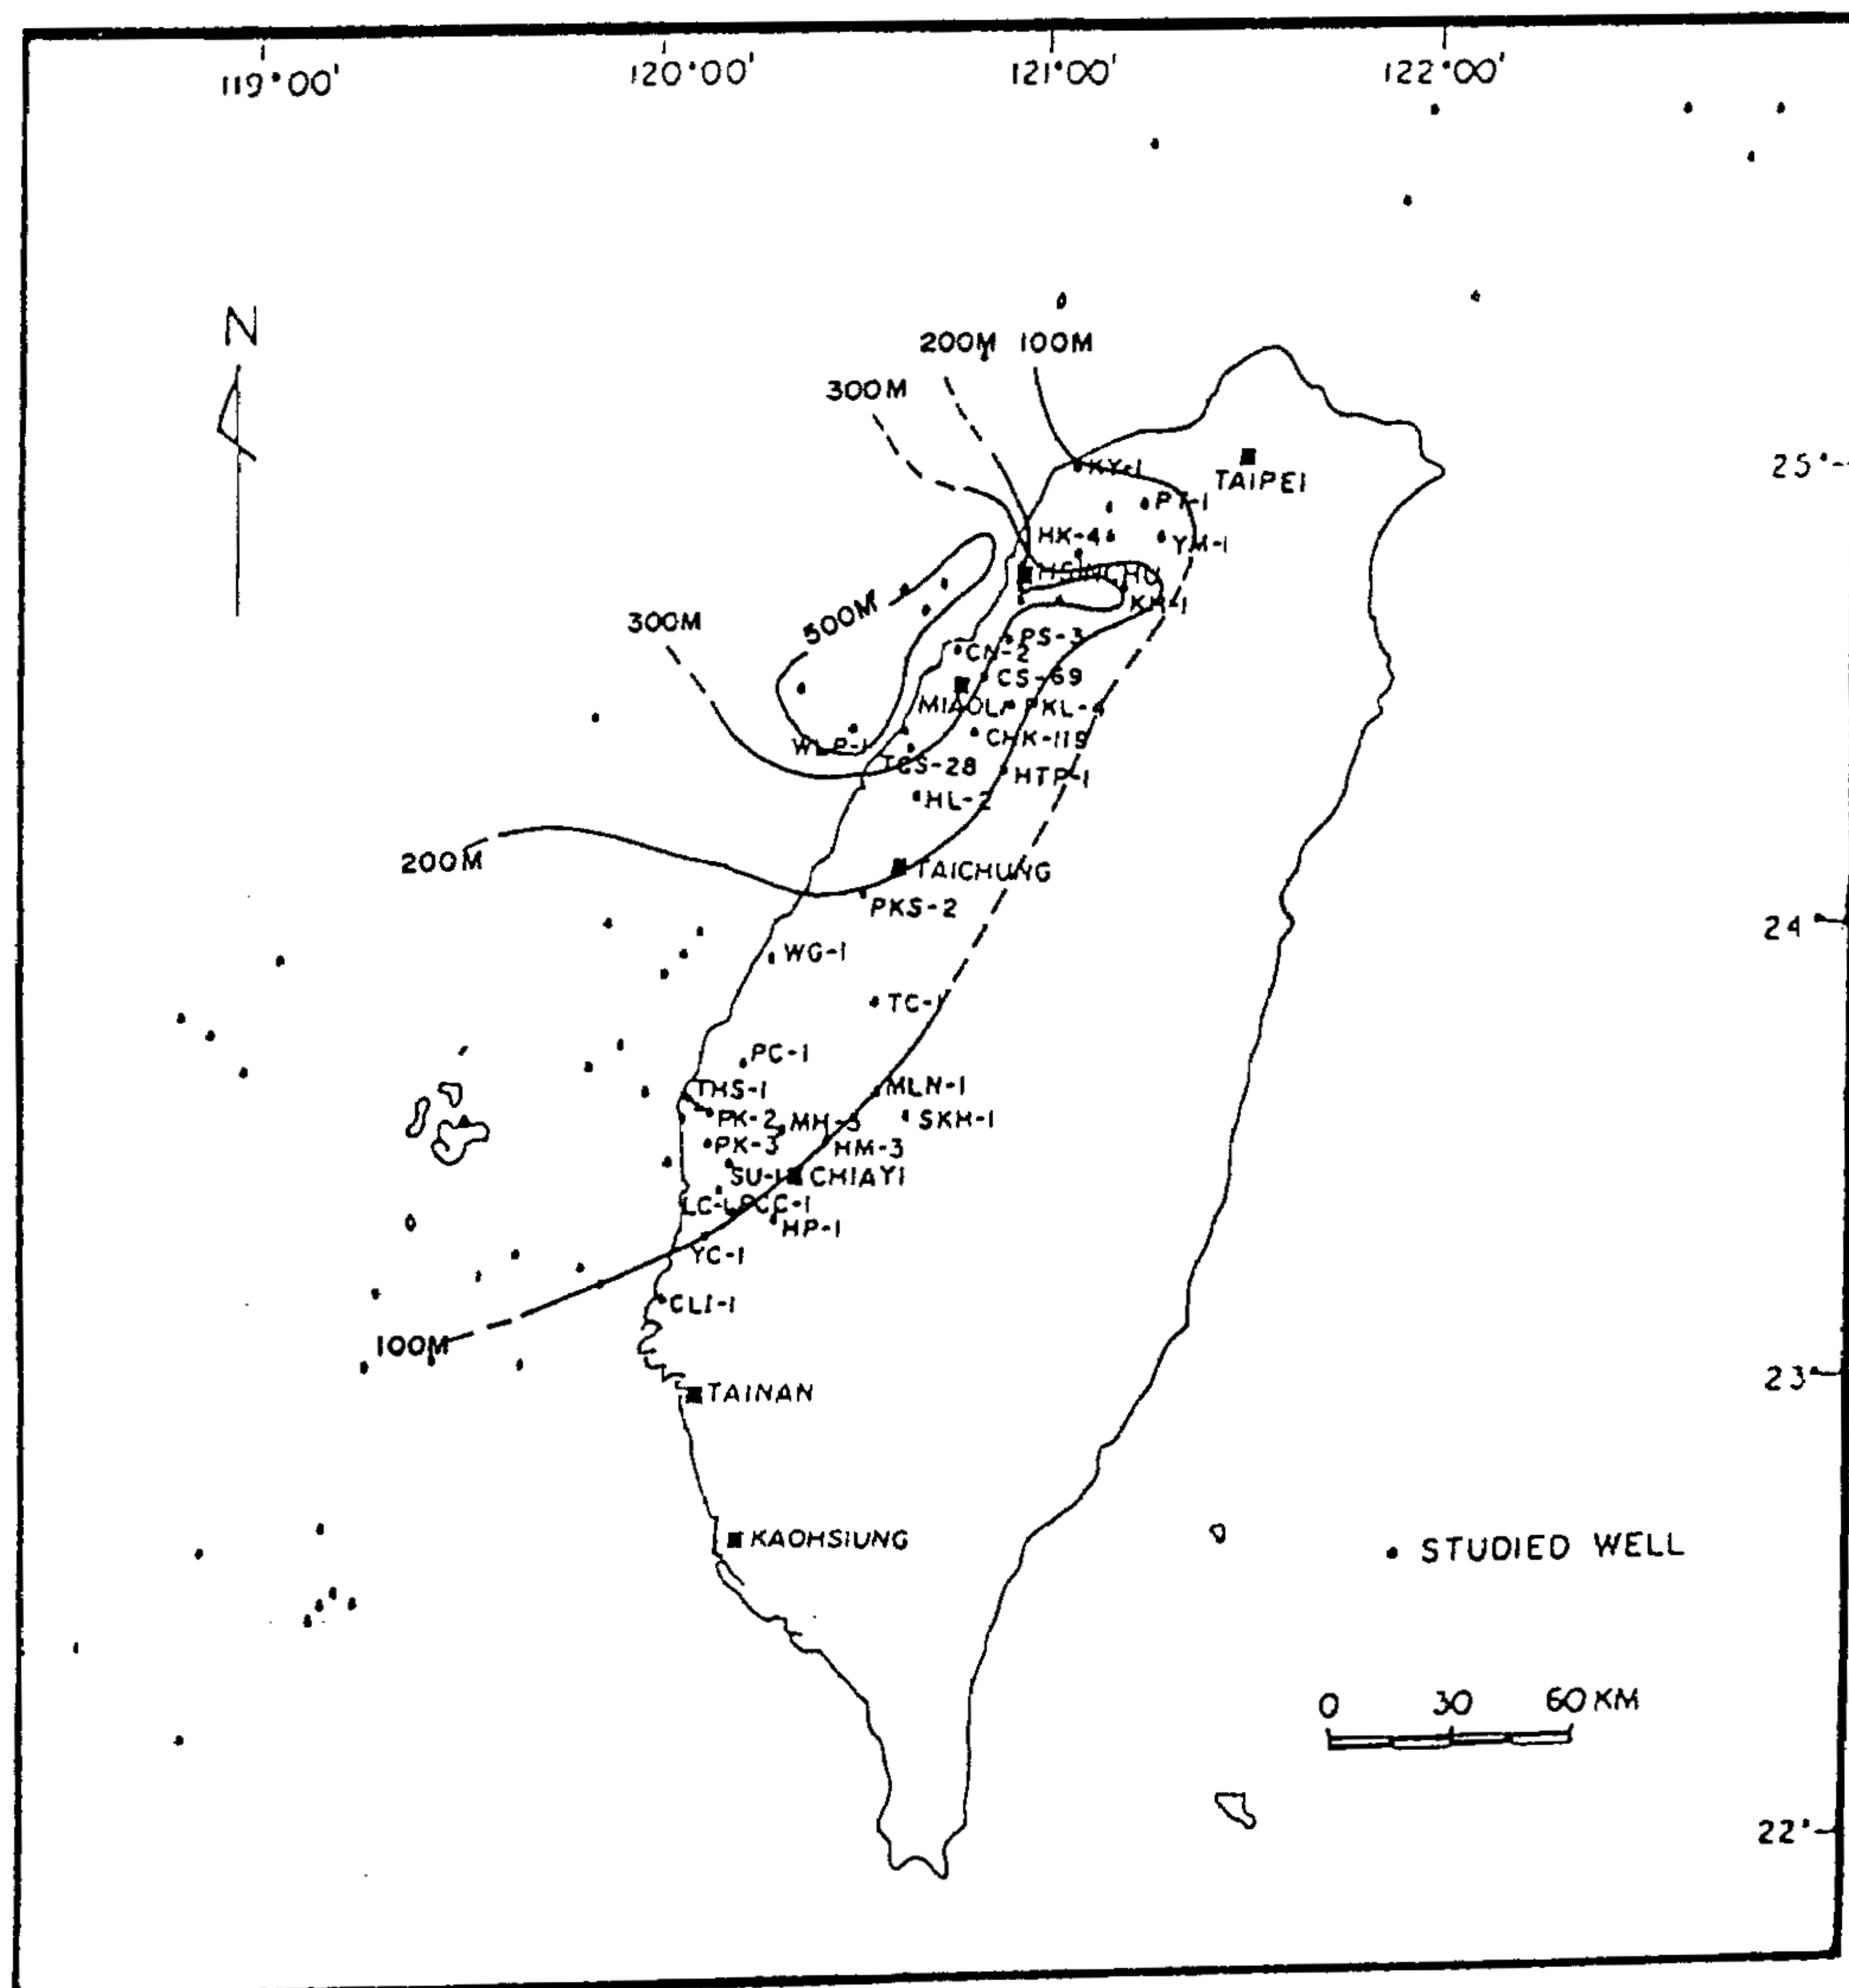 119°00'
120°00'
121°00'
122°00'
N
200M
100M
300M
KY-1
TAIPEI
25°
PT-1
HK-4
YM-1
HSINCHU
KH-1
500M
300M
PS-3
CN-2
CS-69
MIAOLI
PKL-4
CHK-119
WLP-1
TCS-28
HTP-1
HL-2
200M
TAICHUNG
PKS-2
24°
WG-1
TC-1
PC-1
THS-1
MLN-1
PK-2
MH-3
SKH-1
PK-3
HM-3
SU-1
CHIAYI
LC-1
CC-1
HP-1
YC-1
CLI-1
100M
23°
TAINAN
KAOHSIUNG
STUDIED WELL
0 30 60 KM
22°